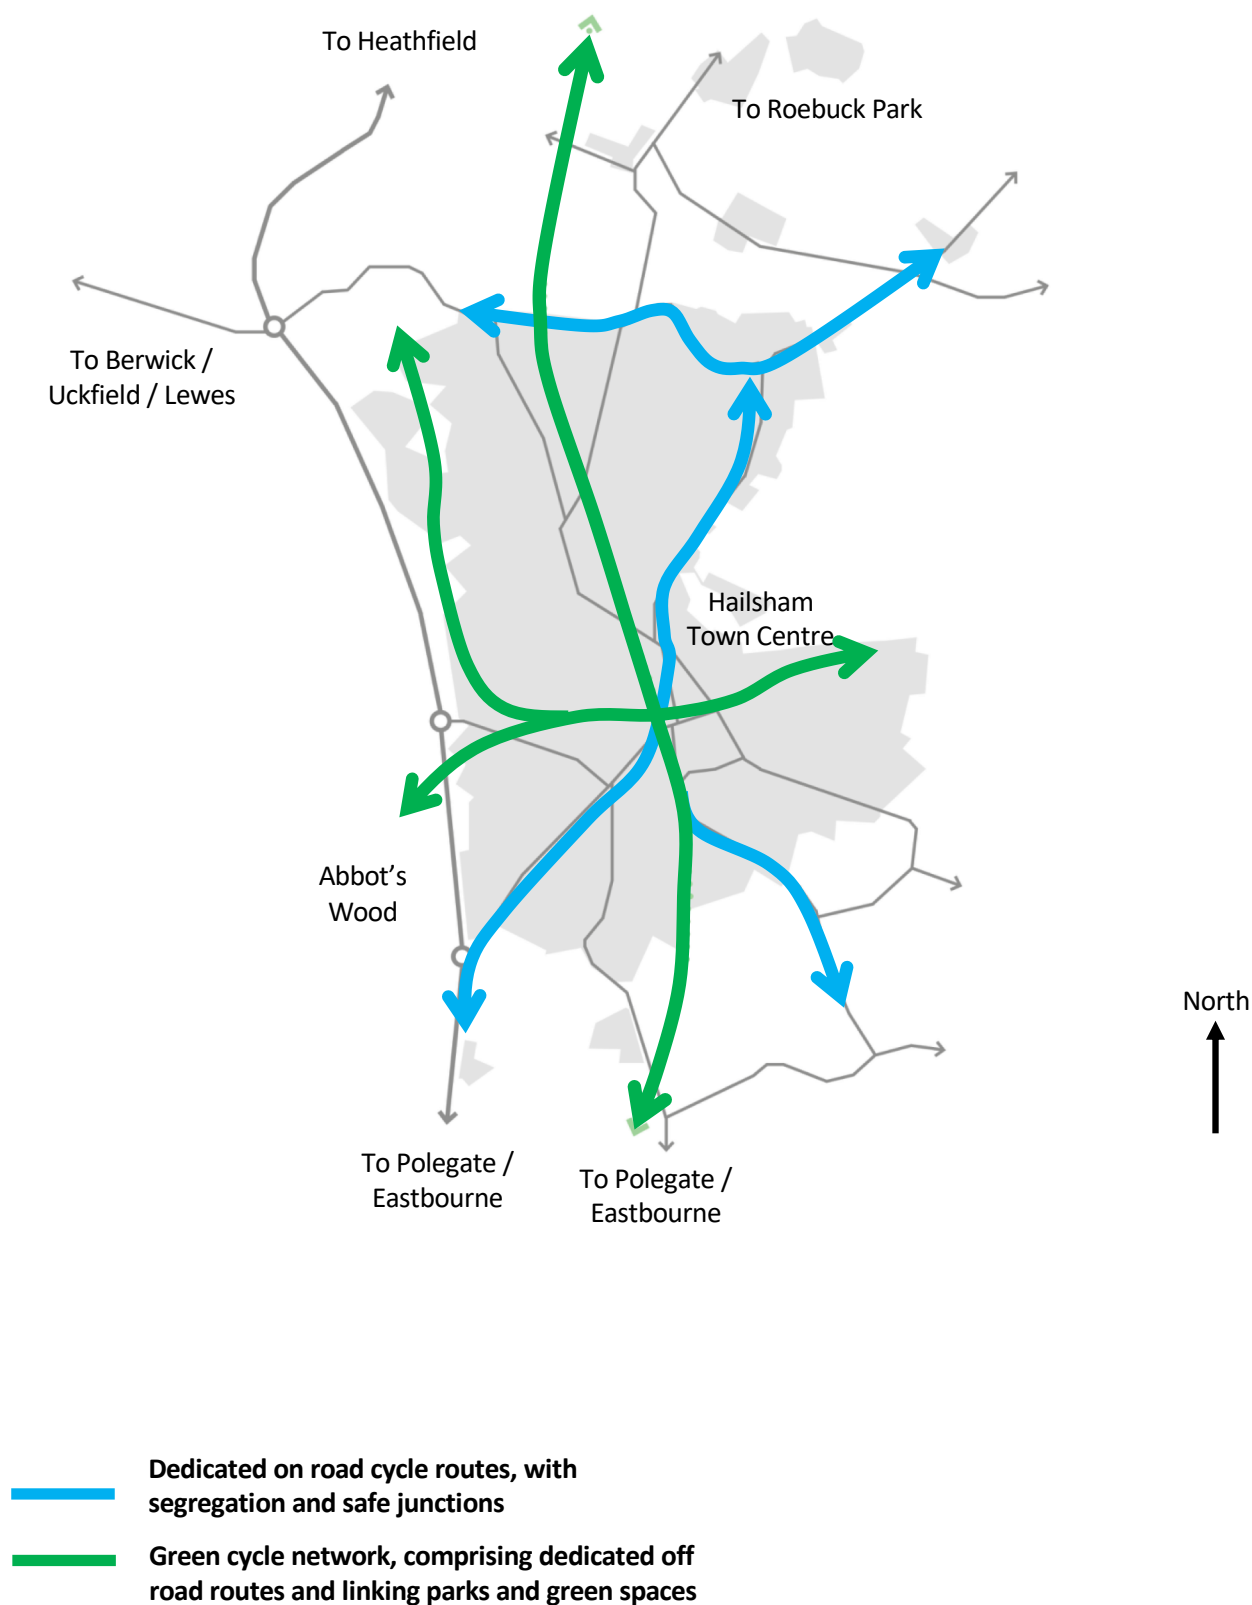 To Heathfield
To Roebuck Park
To Berwick /
Uckfield / Lewes
Hailsham
Town Centre
Abbot’s
Wood
North
To Polegate /
Eastbourne
To Polegate /
Eastbourne
Dedicated on road cycle routes, with
segregation and safe junctions
Green cycle network, comprising dedicated off
road routes and linking parks and green spaces